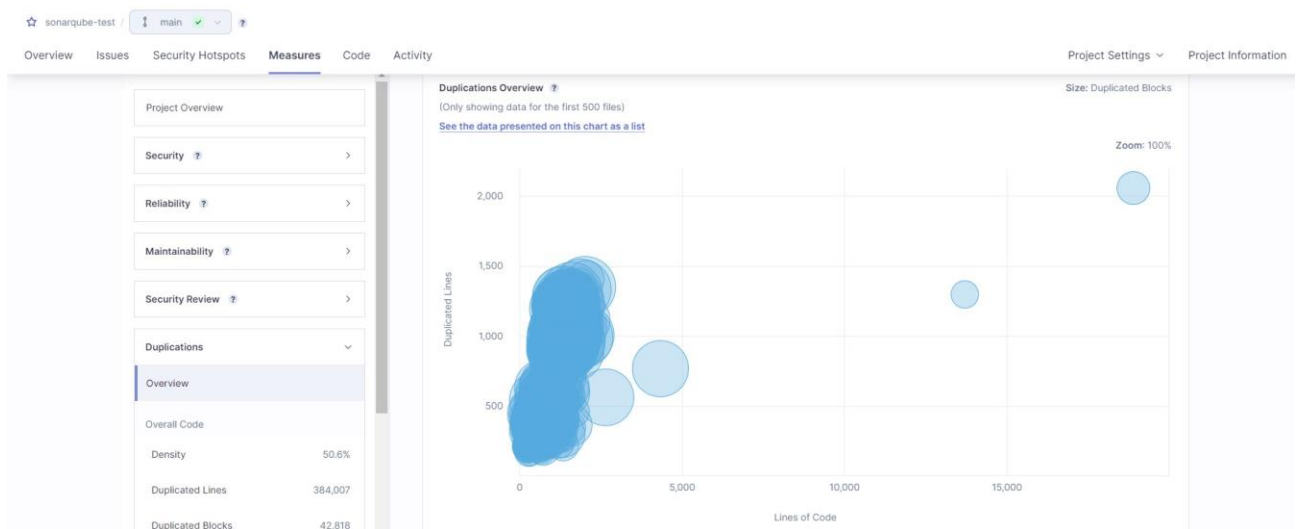 sonarqube-test / main ?
Overview Issues Security Hotspots Measures Code Activity Project Settings Project Information
Project Overview
Security ?
Reliability ?
Maintainability ?
Security Review ?
Duplications
Overview
Overall Code
Density 50.6%
Duplicated Lines 384,007
Duplicated Blocks 42,818
Duplications Overview ? Size: Duplicated Blocks
(Only showing data for the first 500 files)
See the data presented on this chart as a list
Zoom: 100%
2,000
1,500
1,000
500
Duplicated Lines
0 5,000 10,000 15,000
Lines of Code